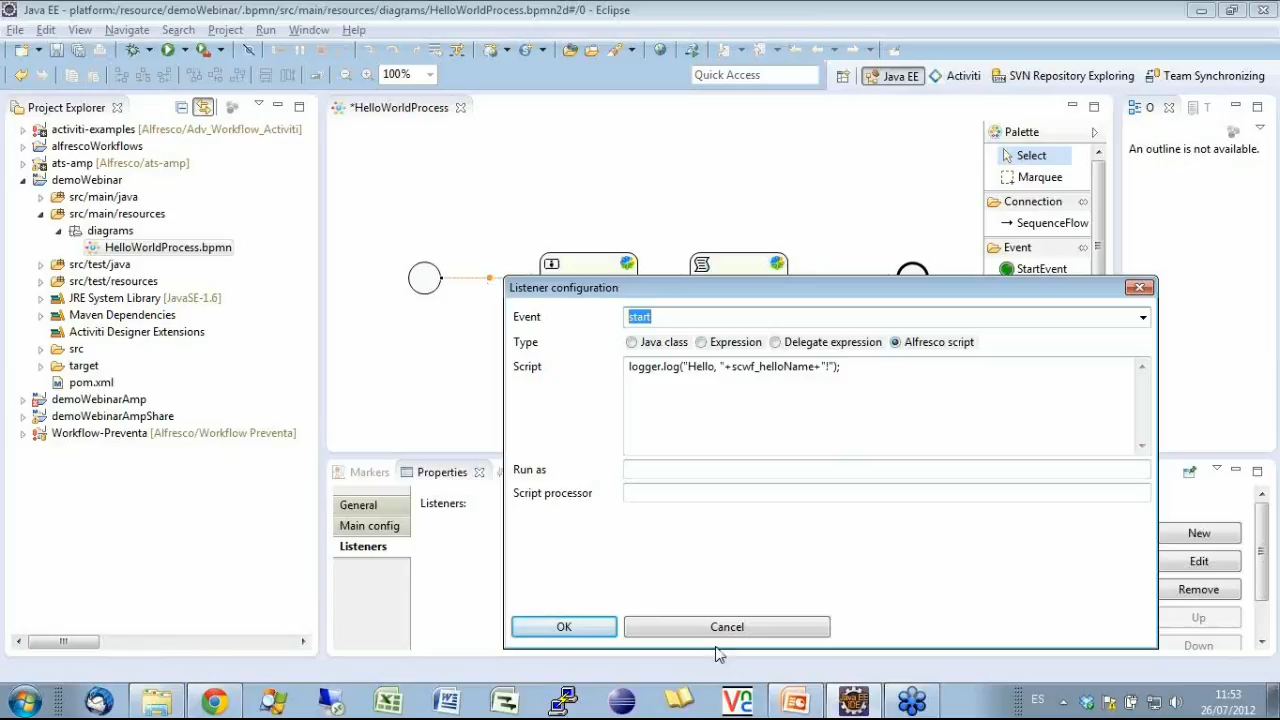 Java EE - platform:/resource/demoWebinar/.bpmn/src/main/resources/diagrams/HelloWorldProcess.bpmn2d#/0 - Eclipse
File Edit View Navigate Search Project Run Window Help
100%
Quick Access
Java EE
Activiti
SVN Repository Exploring
Team Synchronizing
Project Explorer
*HelloWorldProcess
O
T
activiti-examples [Alfresco/Adv_Workflow_Activiti]
alfrescoWorkflows
ats-amp [Alfresco/ats-amp]
demoWebinar
src/main/java
src/main/resources
diagrams
HelloWorldProcess.bpmn
src/test/java
src/test/resources
JRE System Library [JavaSE-1.6]
Maven Dependencies
Activiti Designer Extensions
src
target
pom.xml
demoWebinarAmp
demoWebinarAmpShare
Workflow-Preventa [Alfresco/Workflow Preventa]
Palette
Select
Marquee
Connection
SequenceFlow
Event
StartEvent
An outline is not available.
Listener configuration
Event
start
Type
Java class
Expression
Delegate expression
Alfresco script
Script
logger.log("Hello, "+scwf_helloName+"!");
Run as
Script processor
OK
Cancel
Markers
Properties
General
Main config
Listeners
Listeners:
New
Edit
Remove
Up
Down
ES
11:53
26/07/2012